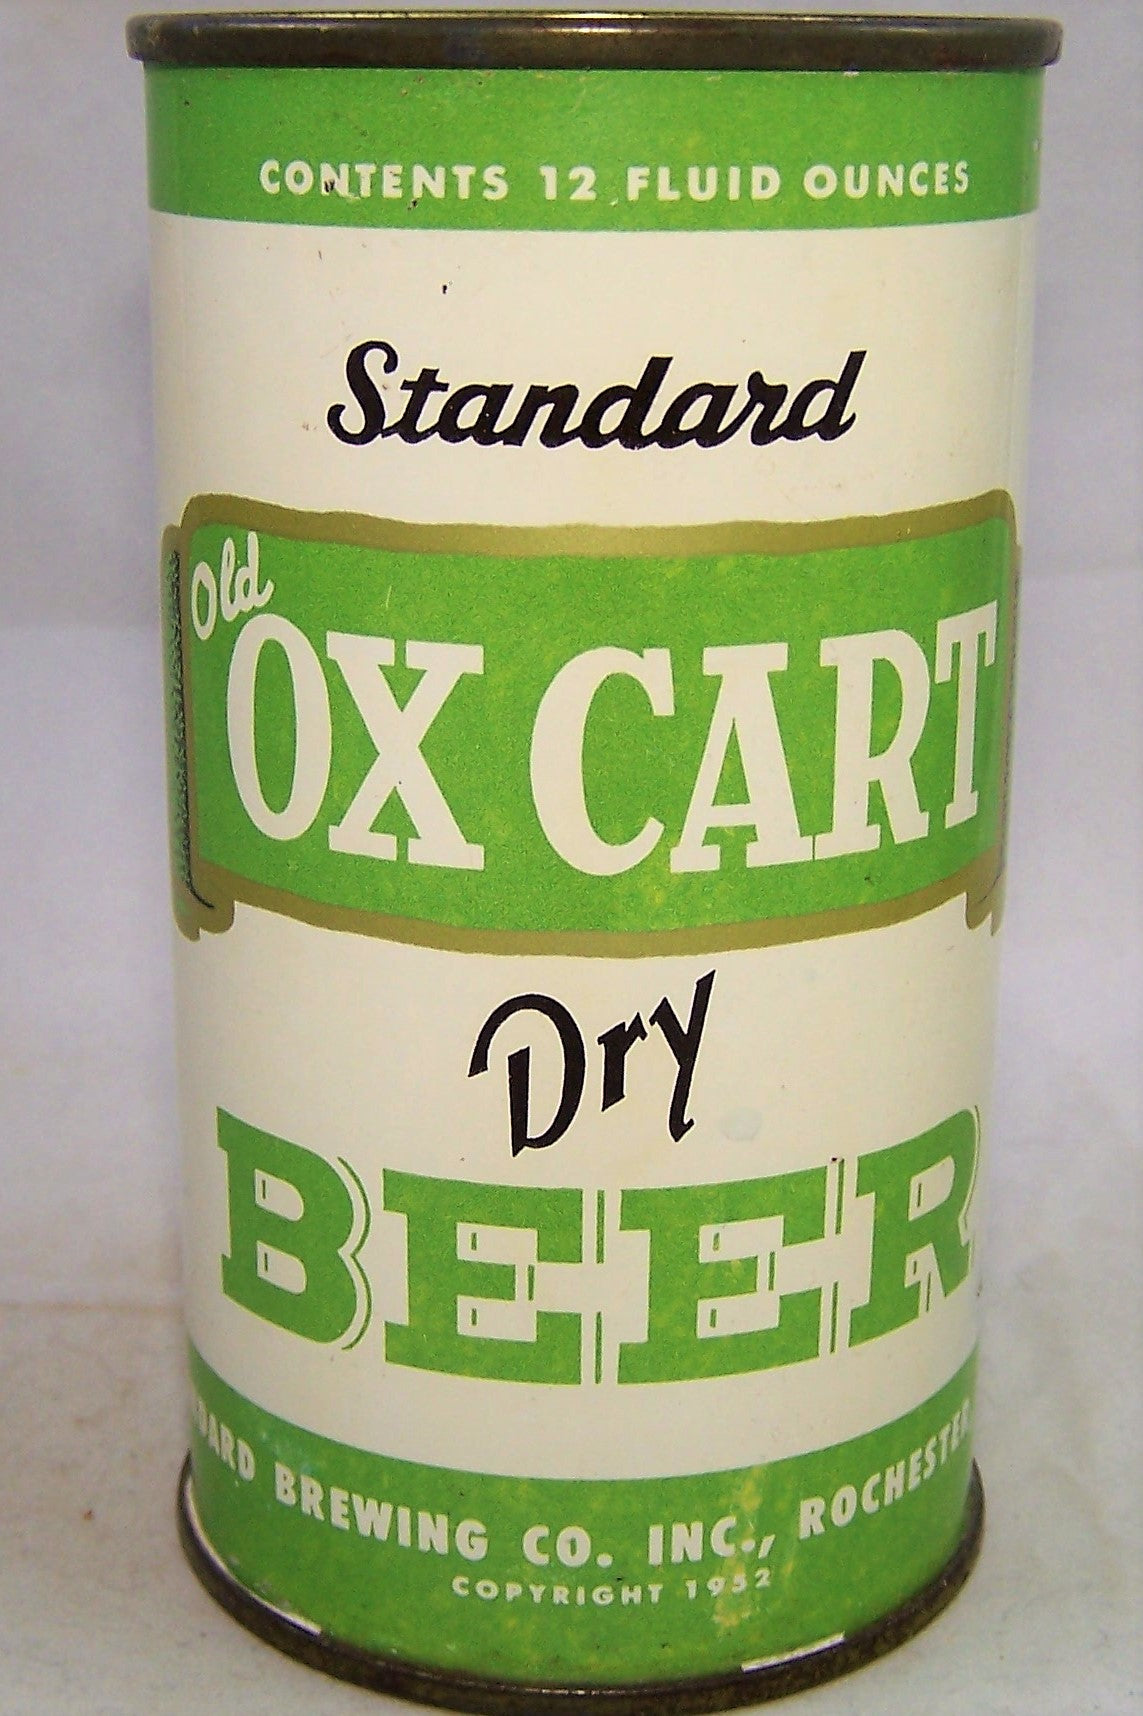 CONTENTS 12 FLUID OUNCES
Standard
Old
OX CART
Dry
BEER
BREWING CO. INC., ROCHESTER
COPYRIGHT 1952